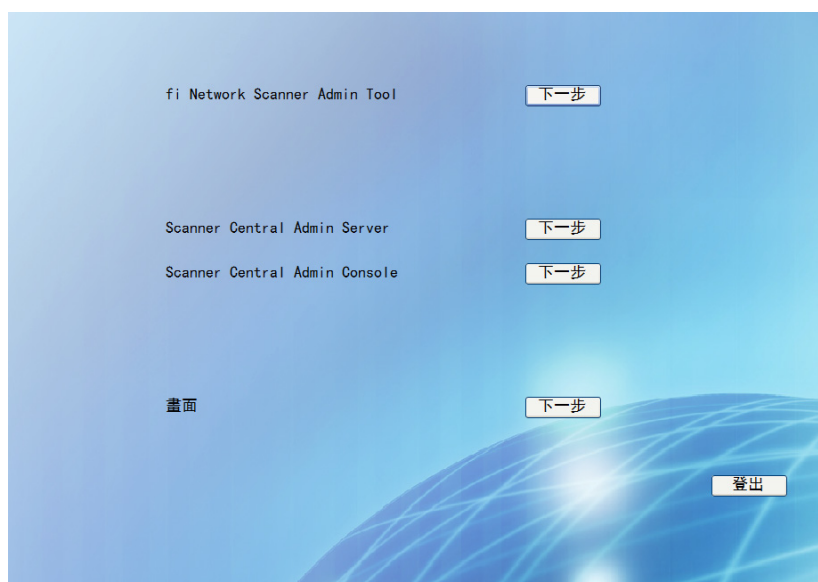 fi Network Scanner Admin Tool 下一步
Scanner Central Admin Server 下一步
Scanner Central Admin Console 下一步
畫面 下一步
登出